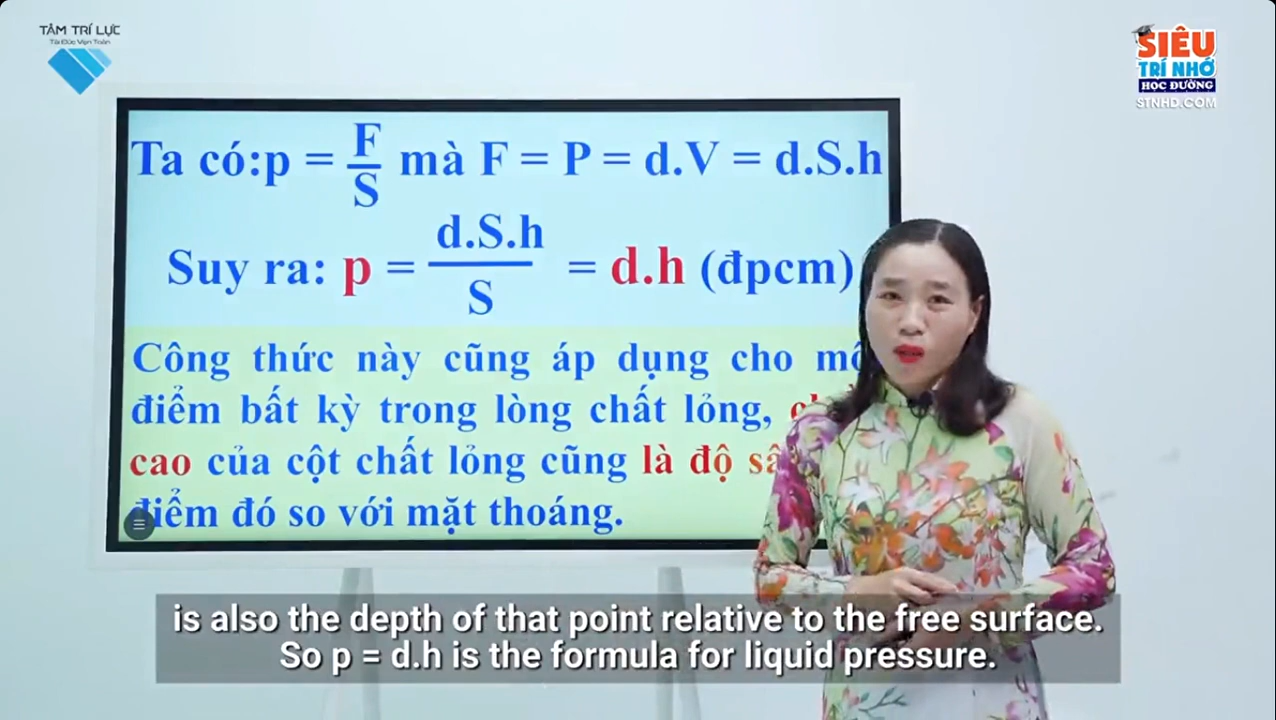 TÂM TRÍ LỰC
SIÊU
TRÍ NHỚ
HỌC ĐƯỜNG
STNHD.COM
Ta có:p = F/S mà F = P = d.V = d.S.h
Suy ra: p = d.S.h/S = d.h (đpcm)
Công thức này cũng áp dụng cho
điểm bất kỳ trong lòng chất lỏng,
cao của cột chất lỏng cũng là độ
điểm đó so với mặt thoáng.
is also the depth of that point relative to the free surface.
So p = d.h is the formula for liquid pressure.